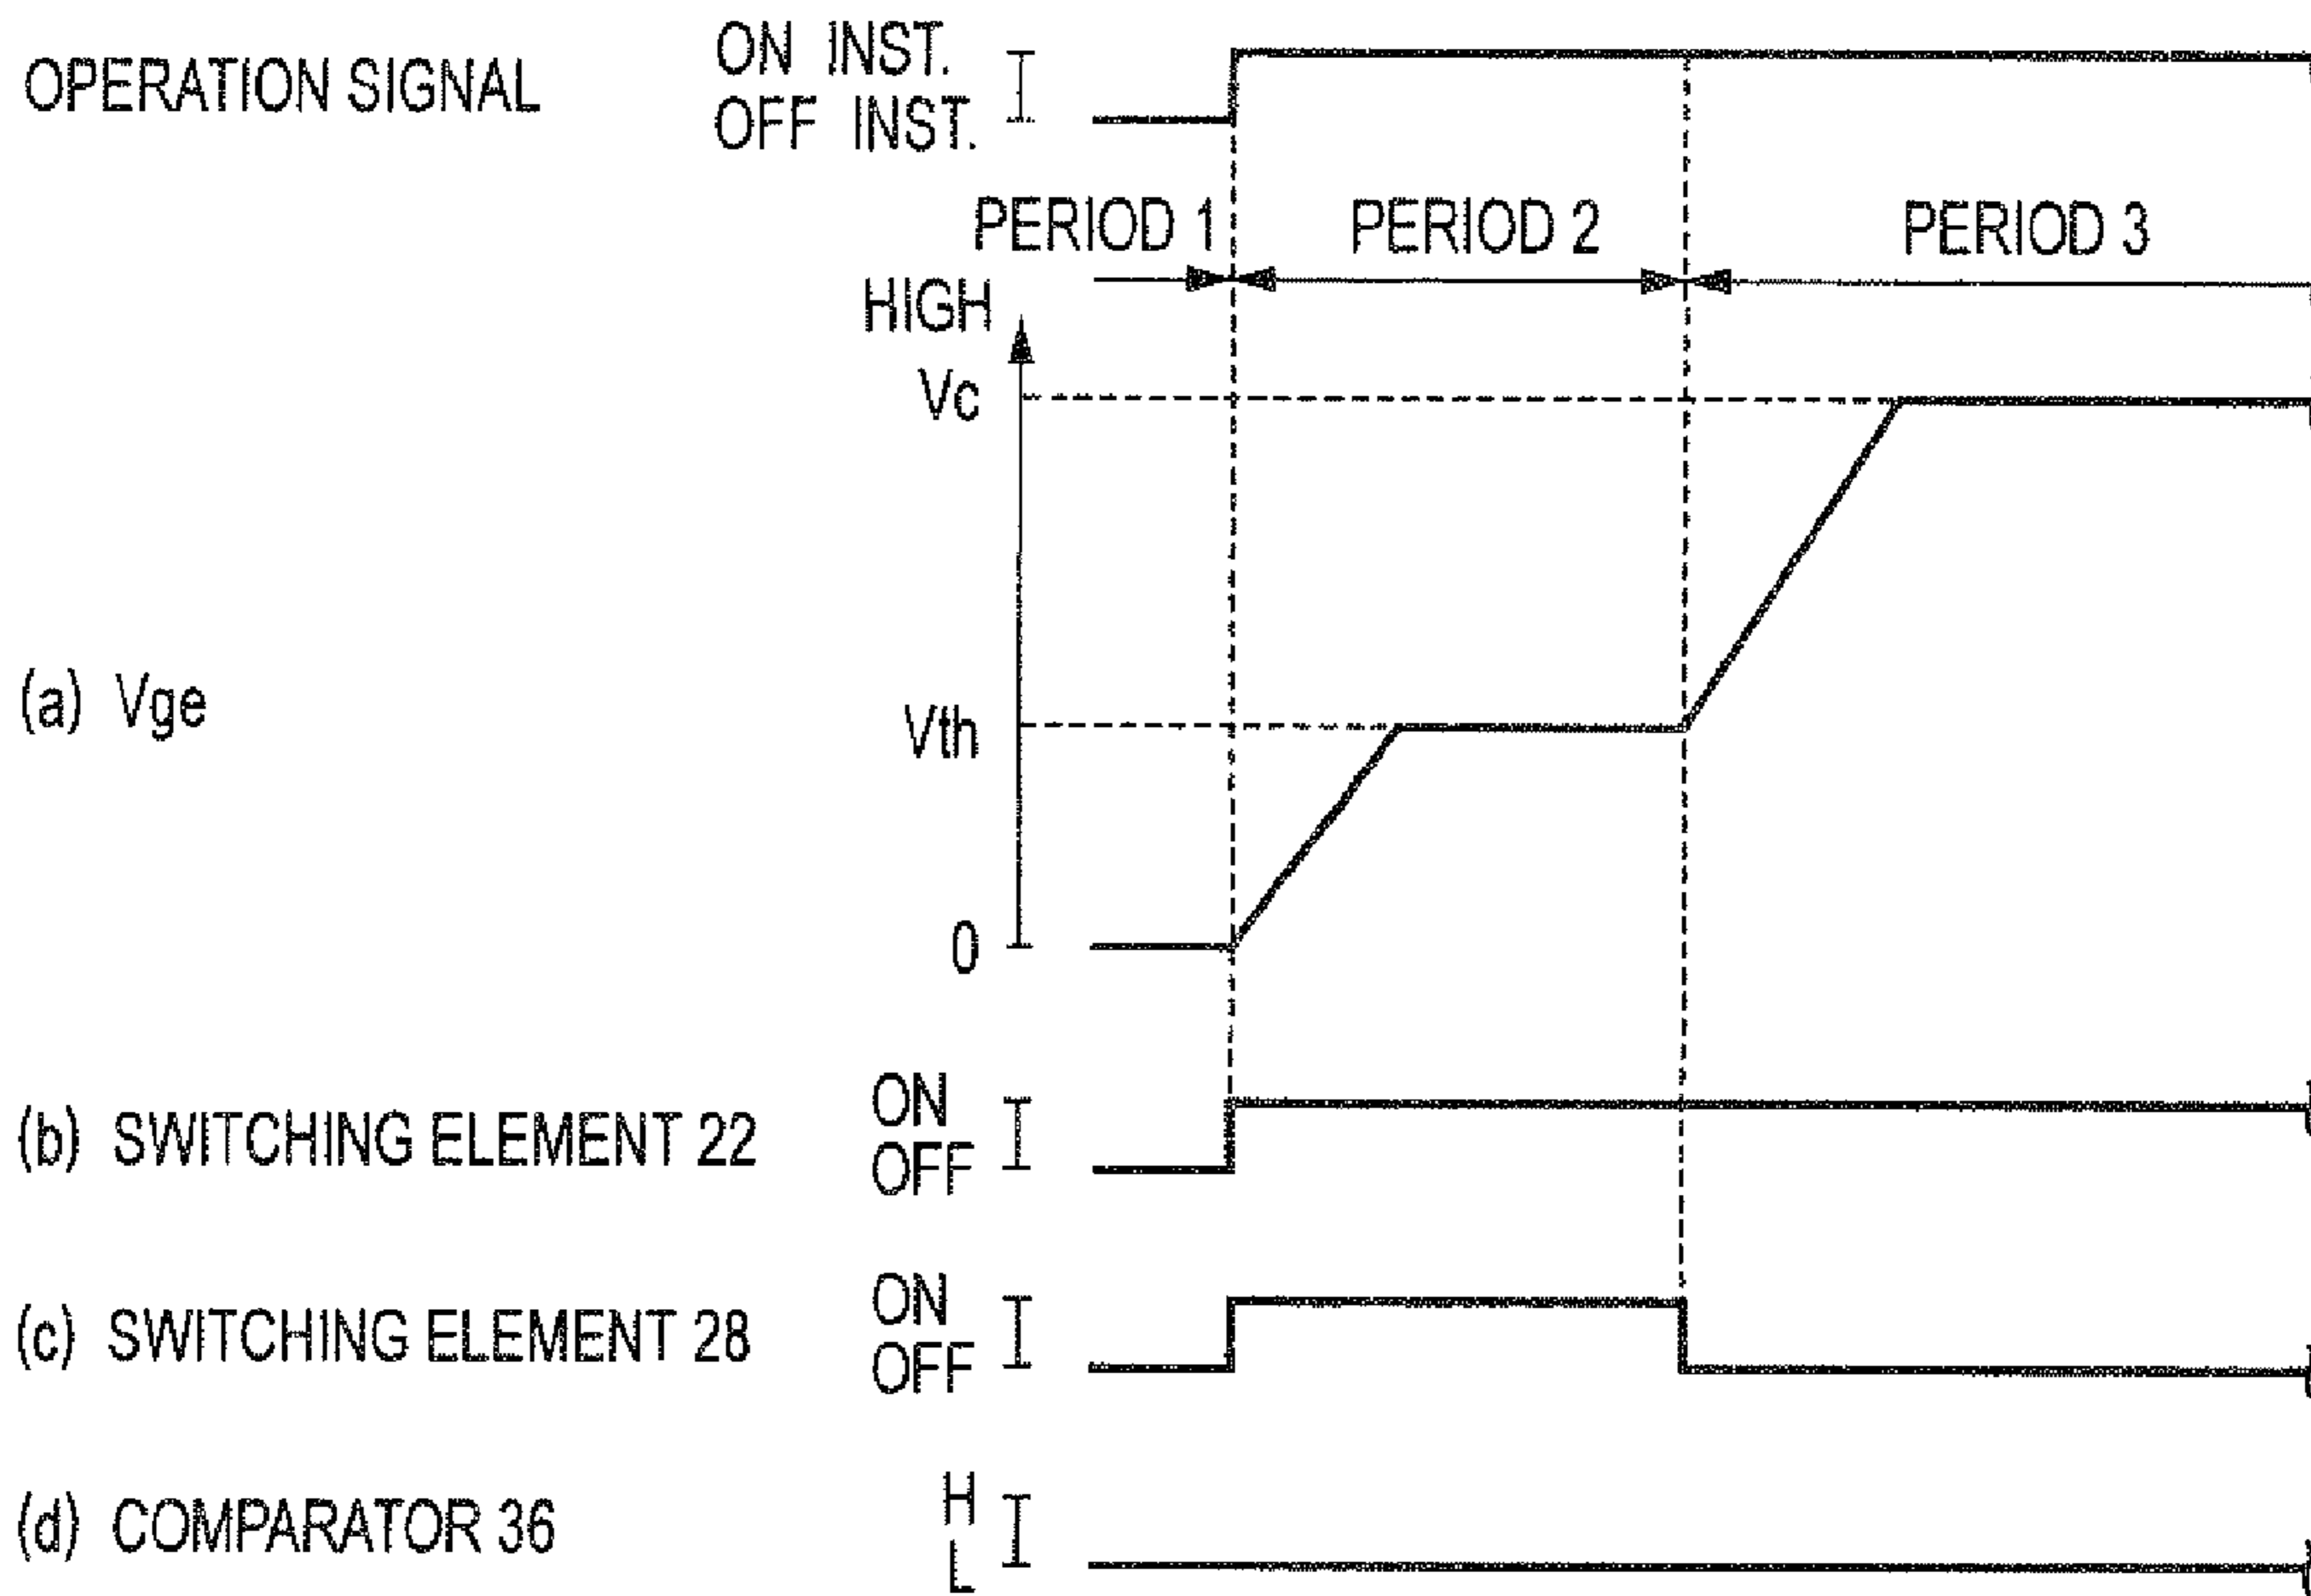 OPERATION SIGNAL
ON INST.
OFF INST.
PERIOD 1
PERIOD 2
PERIOD 3
HIGH
Vc
(a) Vge
Vth
0
(b) SWITCHING ELEMENT 22
ON
OFF
(c) SWITCHING ELEMENT 28
ON
OFF
(d) COMPARATOR 36
H
L